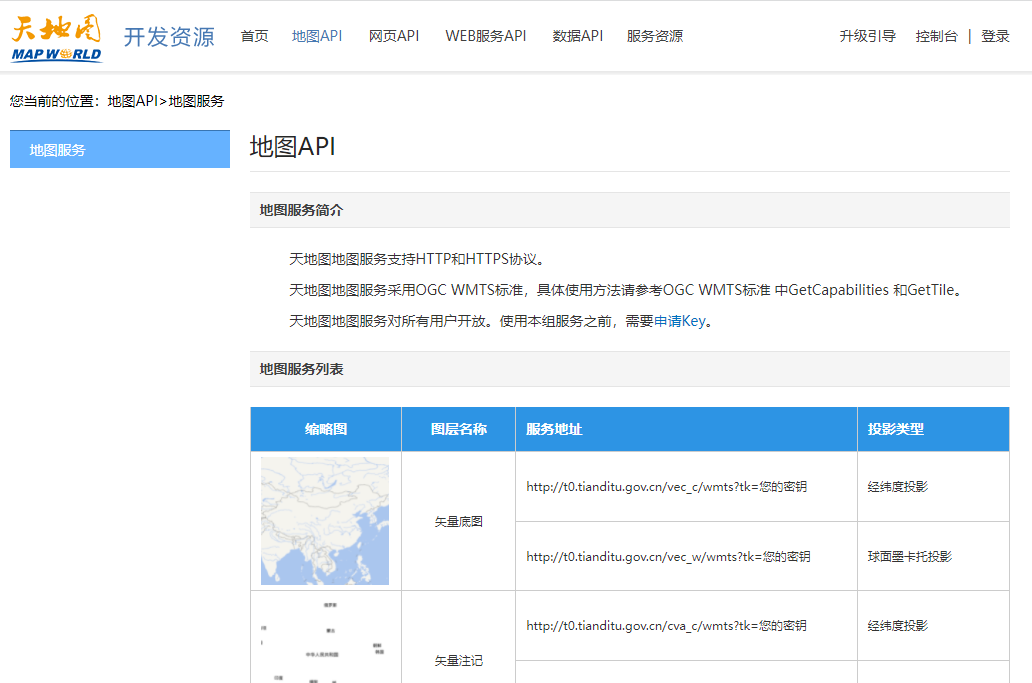 天地图
MAP WORLD
开发资源
首页 地图API 网页API WEB服务API 数据API 服务资源
升级引导 控制台 | 登录
您当前的位置：地图API>地图服务
地图服务
地图API
地图服务简介
天地图地图服务支持HTTP和HTTPS协议。
天地图地图服务采用OGC WMTS标准，具体使用方法请参考OGC WMTS标准 中GetCapabilities 和GetTile。
天地图地图服务对所有用户开放。使用本组服务之前，需要申请Key。
地图服务列表
缩略图 图层名称 服务地址 投影类型
矢量底图
http://t0.tianditu.gov.cn/vec_c/wmts?tk=您的密钥 经纬度投影
http://t0.tianditu.gov.cn/vec_w/wmts?tk=您的密钥 球面墨卡托投影
矢量注记
http://t0.tianditu.gov.cn/cva_c/wmts?tk=您的密钥 经纬度投影
俄罗斯
蒙古
中华人民共和国